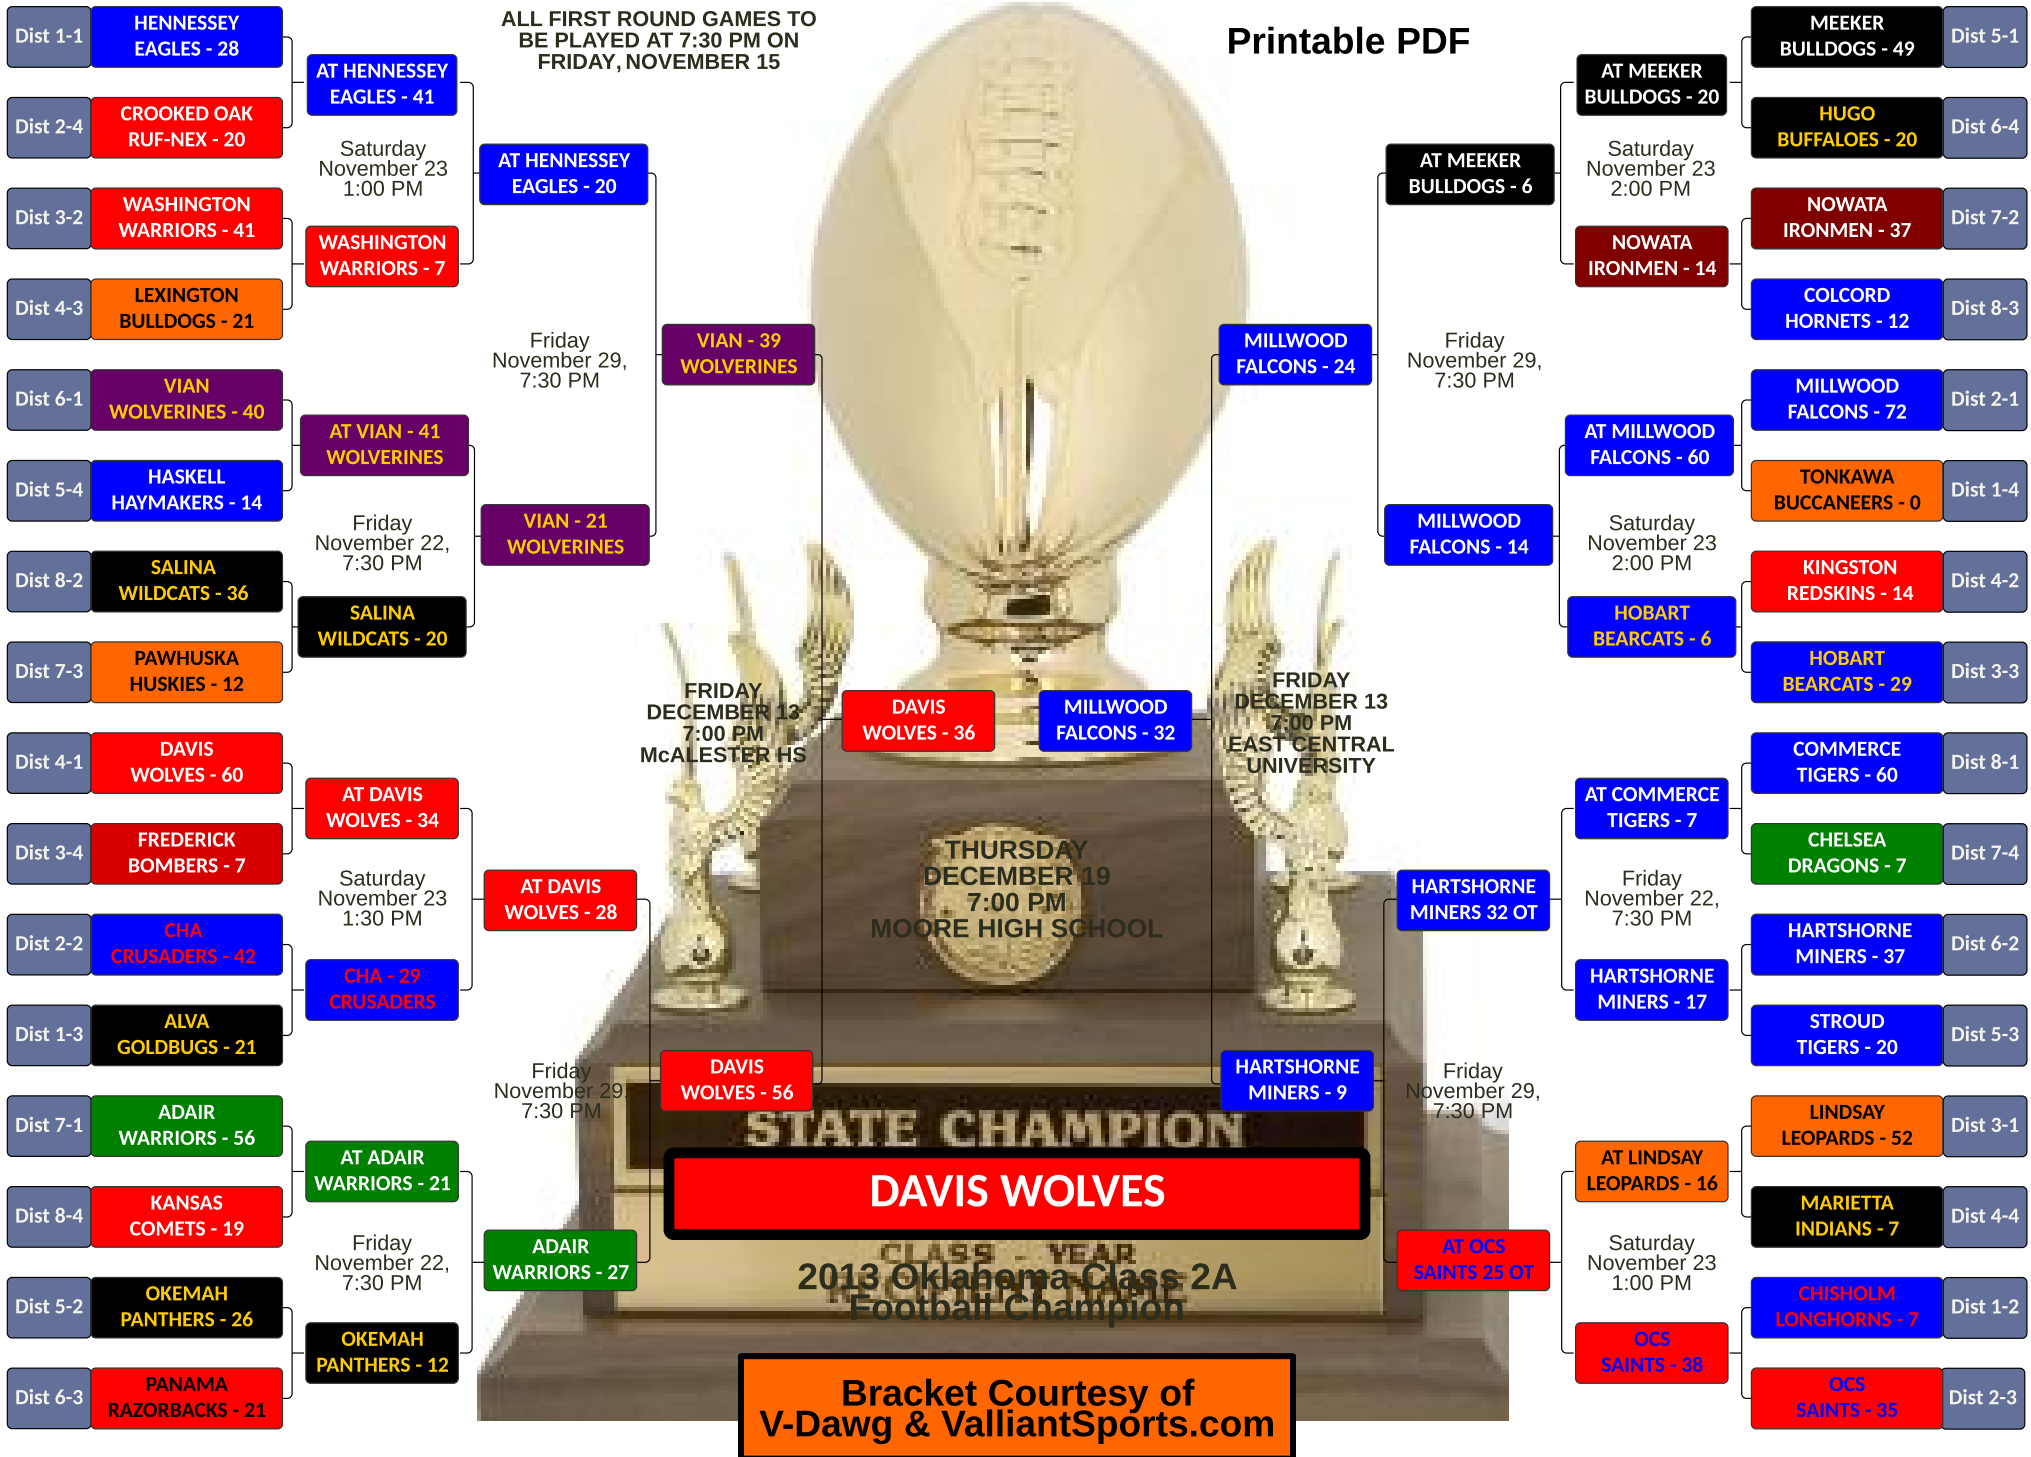 ALL FIRST ROUND GAMES TO
BE PLAYED AT 7:30 PM ON
FRIDAY, NOVEMBER 15
Printable PDF
Dist 1-1
HENNESSEY
EAGLES - 28
Dist 2-4
CROOKED OAK
RUF-NEX - 20
Dist 3-2
WASHINGTON
WARRIORS - 41
Dist 4-3
LEXINGTON
BULLDOGS - 21
Dist 6-1
VIAN
WOLVERINES - 40
Dist 5-4
HASKELL
HAYMAKERS - 14
Dist 8-2
SALINA
WILDCATS - 36
Dist 7-3
PAWHUSKA
HUSKIES - 12
Dist 4-1
DAVIS
WOLVES - 60
Dist 3-4
FREDERICK
BOMBERS - 7
Dist 2-2
CHA
CRUSADERS - 42
Dist 1-3
ALVA
GOLDBUGS - 21
Dist 7-1
ADAIR
WARRIORS - 56
Dist 8-4
KANSAS
COMETS - 19
Dist 5-2
OKEMAH
PANTHERS - 26
Dist 6-3
PANAMA
RAZORBACKS - 21
AT HENNESSEY
EAGLES - 41
Saturday
November 23
1:00 PM
WASHINGTON
WARRIORS - 7
AT VIAN - 41
WOLVERINES
Friday
November 22,
7:30 PM
SALINA
WILDCATS - 20
AT DAVIS
WOLVES - 34
Saturday
November 23
1:30 PM
CHA - 29
CRUSADERS
AT ADAIR
WARRIORS - 21
Friday
November 22,
7:30 PM
OKEMAH
PANTHERS - 12
AT HENNESSEY
EAGLES - 20
Friday
November 29,
7:30 PM
VIAN - 21
WOLVERINES
AT DAVIS
WOLVES - 28
Friday
November 29,
7:30 PM
ADAIR
WARRIORS - 27
VIAN - 39
WOLVERINES
FRIDAY
DECEMBER 13
7:00 PM
McALESTER HS
DAVIS
WOLVES - 56
DAVIS
WOLVES - 36
MILLWOOD
FALCONS - 32
THURSDAY
DECEMBER 19
7:00 PM
MOORE HIGH SCHOOL
STATE CHAMPION
DAVIS WOLVES
CLASS - YEAR
2013 Oklahoma Class 2A
Football Champion
Bracket Courtesy of
V-Dawg & ValliantSports.com
MILLWOOD
FALCONS - 24
FRIDAY
DECEMBER 13
7:00 PM
EAST CENTRAL
UNIVERSITY
HARTSHORNE
MINERS - 9
AT MEEKER
BULLDOGS - 6
Friday
November 29,
7:30 PM
MILLWOOD
FALCONS - 14
HARTSHORNE
MINERS 32 OT
Friday
November 29,
7:30 PM
AT OCS
SAINTS 25 OT
AT MEEKER
BULLDOGS - 20
Saturday
November 23
2:00 PM
NOWATA
IRONMEN - 14
AT MILLWOOD
FALCONS - 60
Saturday
November 23
2:00 PM
HOBART
BEARCATS - 6
AT COMMERCE
TIGERS - 7
Friday
November 22,
7:30 PM
HARTSHORNE
MINERS - 17
AT LINDSAY
LEOPARDS - 16
Saturday
November 23
1:00 PM
OCS
SAINTS - 38
MEEKER
BULLDOGS - 49
Dist 5-1
HUGO
BUFFALOES - 20
Dist 6-4
NOWATA
IRONMEN - 37
Dist 7-2
COLCORD
HORNETS - 12
Dist 8-3
MILLWOOD
FALCONS - 72
Dist 2-1
TONKAWA
BUCCANEERS - 0
Dist 1-4
KINGSTON
REDSKINS - 14
Dist 4-2
HOBART
BEARCATS - 29
Dist 3-3
COMMERCE
TIGERS - 60
Dist 8-1
CHELSEA
DRAGONS - 7
Dist 7-4
HARTSHORNE
MINERS - 37
Dist 6-2
STROUD
TIGERS - 20
Dist 5-3
LINDSAY
LEOPARDS - 52
Dist 3-1
MARIETTA
INDIANS - 7
Dist 4-4
CHISHOLM
LONGHORNS - 7
Dist 1-2
OCS
SAINTS - 35
Dist 2-3